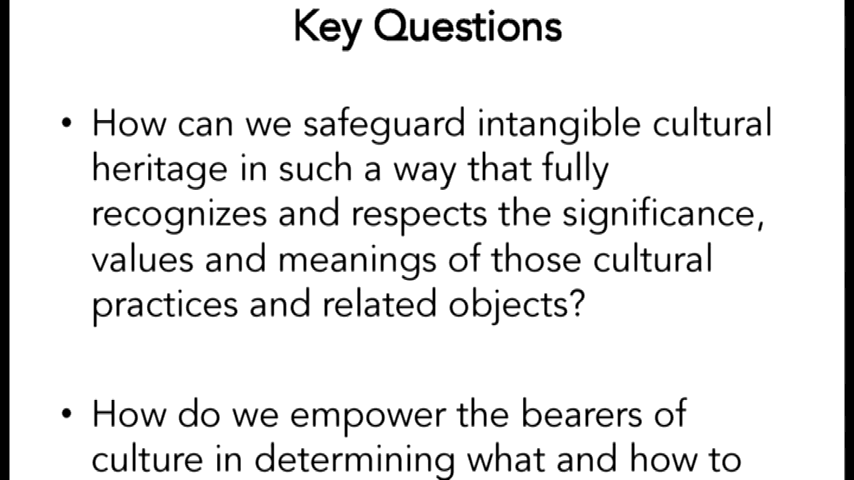 Key Questions
• How can we safeguard intangible cultural
heritage in such a way that fully
recognizes and respects the significance,
values and meanings of those cultural
practices and related objects?
• How do we empower the bearers of
culture in determining what and how to